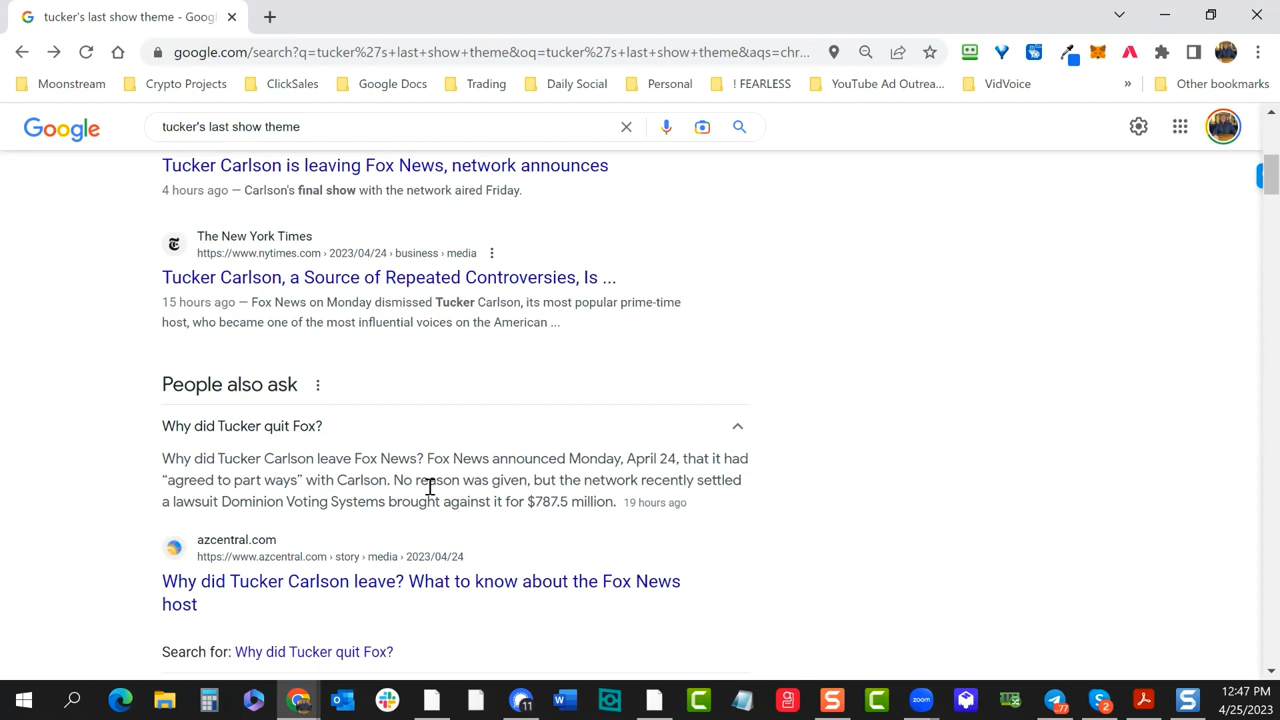 tucker's last show theme - Goog
google.com/search?q=tucker%27s+last+show+theme&oq=tucker%27s+last+show+theme&aqs=chr...
Moonstream Crypto Projects ClickSales Google Docs Trading Daily Social Personal ! FEARLESS YouTube Ad Outrea... VidVoice » Other bookmarks
Google tucker's last show theme
Tucker Carlson is leaving Fox News, network announces
4 hours ago — Carlson's final show with the network aired Friday.
The New York Times
https://www.nytimes.com › 2023/04/24 › business › media
Tucker Carlson, a Source of Repeated Controversies, Is ...
15 hours ago — Fox News on Monday dismissed Tucker Carlson, its most popular prime-time
host, who became one of the most influential voices on the American ...
People also ask
Why did Tucker quit Fox?
Why did Tucker Carlson leave Fox News? Fox News announced Monday, April 24, that it had
“agreed to part ways” with Carlson. No reason was given, but the network recently settled
a lawsuit Dominion Voting Systems brought against it for $787.5 million. 19 hours ago
azcentral.com
https://www.azcentral.com › story › media › 2023/04/24
Why did Tucker Carlson leave? What to know about the Fox News
host
Search for: Why did Tucker quit Fox?
12:47 PM
4/25/2023